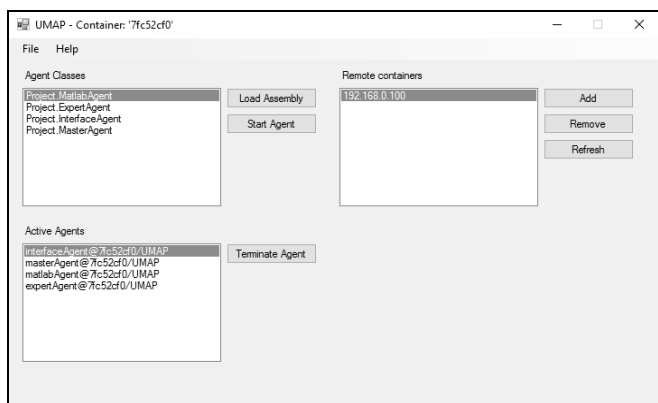 UMAP - Container: '7fc52cf0'
File Help
Agent Classes
Project.MatlabAgent
Project.ExpertAgent
Project.InterfaceAgent
Project.MasterAgent
Load Assembly
Start Agent
Remote containers
192.168.0.100
Add
Remove
Refresh
Active Agents
interfaceAgent@7fc52cf0/UMAP
masterAgent@7fc52cf0/UMAP
matlabAgent@7fc52cf0/UMAP
expertAgent@7fc52cf0/UMAP
Terminate Agent